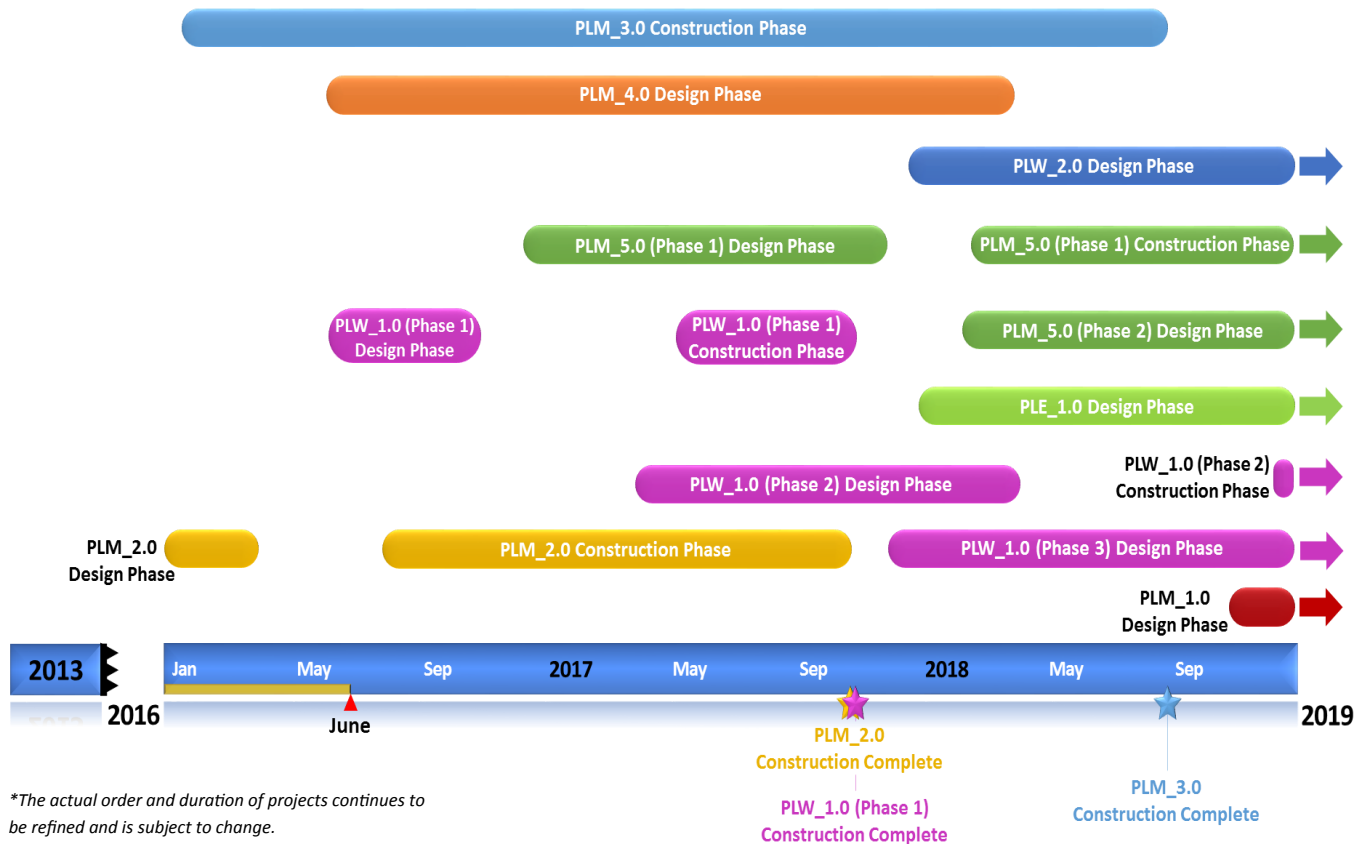 PLM_3.0 Construction Phase
PLM_4.0 Design Phase
PLW_2.0 Design Phase
PLM_5.0 (Phase 1) Design Phase
PLM_5.0 (Phase 1) Construction Phase
PLW_1.0 (Phase 1)
Design Phase
PLW_1.0 (Phase 1)
Construction Phase
PLM_5.0 (Phase 2) Design Phase
PLE_1.0 Design Phase
PLW_1.0 (Phase 2) Design Phase
PLW_1.0 (Phase 2)
Construction Phase
PLM_2.0
Design Phase
PLM_2.0 Construction Phase
PLW_1.0 (Phase 3) Design Phase
PLM_1.0
Design Phase
2013
Jan May Sep 2017 May Sep 2018 May Sep
2016
June
2019
PLM_2.0
Construction Complete
PLW_1.0 (Phase 1)
Construction Complete
PLM_3.0
Construction Complete
*The actual order and duration of projects continues to
be refined and is subject to change.